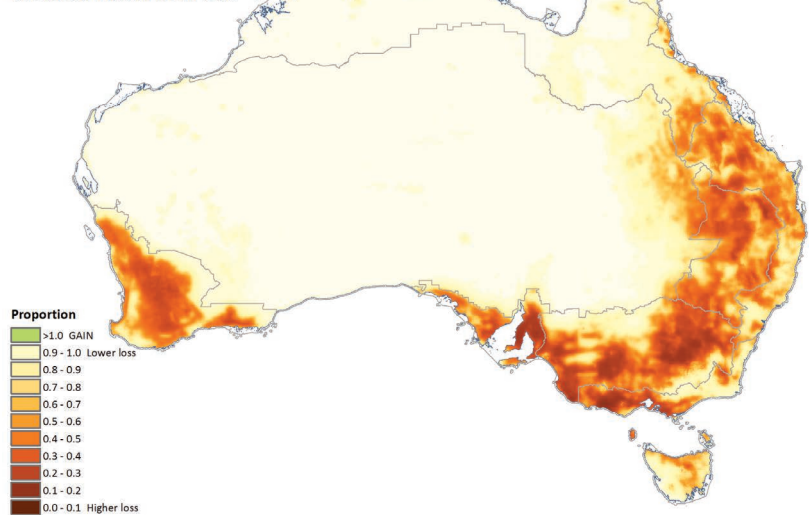 Proportion
>1.0 GAIN
0.9 - 1.0 Lower loss
0.8 - 0.9
0.7 - 0.8
0.6 - 0.7
0.5 - 0.6
0.4 - 0.5
0.3 - 0.4
0.2 - 0.3
0.1 - 0.2
0.0 - 0.1 Higher loss